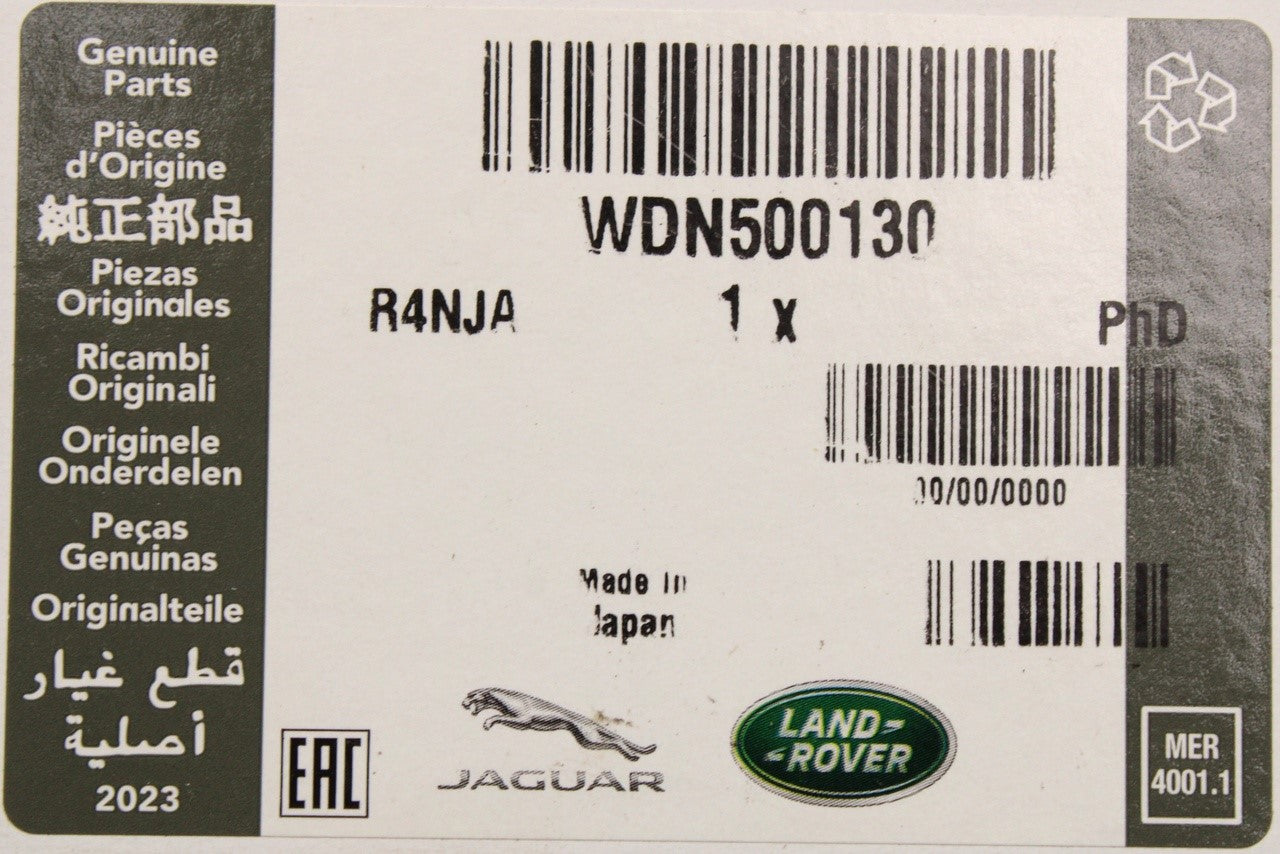 Genuine
Parts
Pièces
d'Origine
純正部品
Piezas
Originales
Ricambi
Originali
Originele
Onderdelen
Peças
Genuinas
Originalteile
قطع غيار
أصلية
2023
WDN500130
R4NJA
1 x
PhD
00/00/0000
Made In
Japan
EAC
JAGUAR
LAND-
-ROVER
MER
4001.1